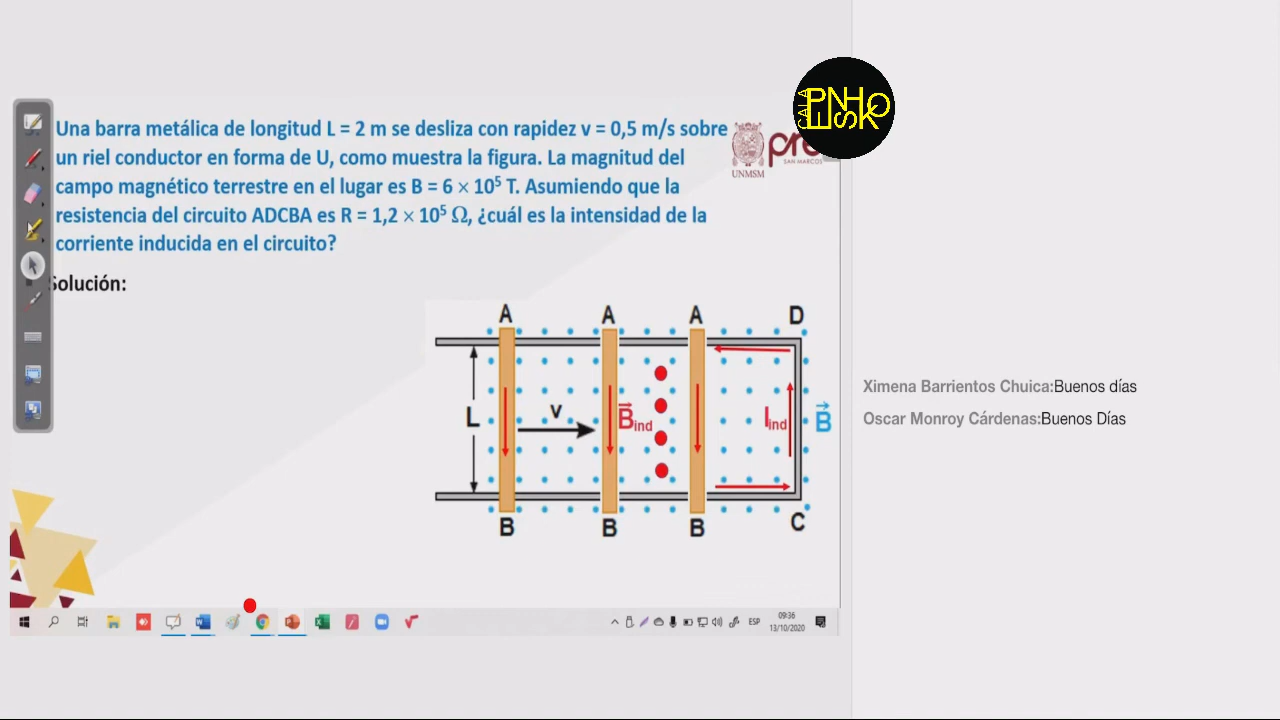 Una barra metálica de longitud L = 2 m se desliza con rapidez v = 0,5 m/s sobre
un riel conductor en forma de U, como muestra la figura. La magnitud del
campo magnético terrestre en el lugar es B = 6 × 10⁵ T. Asumiendo que la
resistencia del circuito ADCBA es R = 1,2 × 10⁵ Ω, ¿cuál es la intensidad de la
corriente inducida en el circuito?
Solución:
UNMSM
SAN MARCOS
A A A D
L v B⃗ind Iind B⃗
B B B C
Ximena Barrientos Chuica:Buenos días
Oscar Monroy Cárdenas:Buenos Días
ESP
09:36
13/10/2020